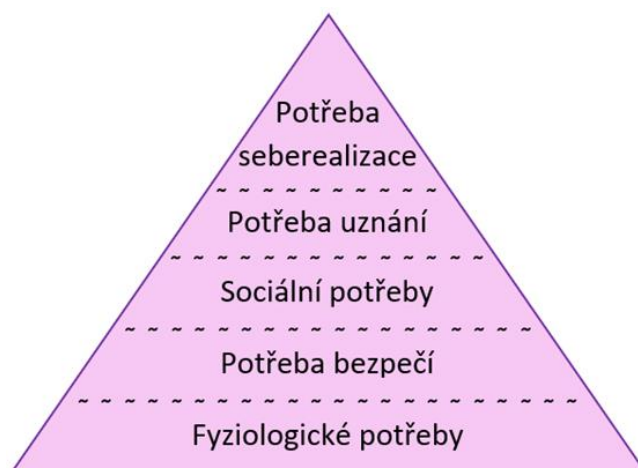 Potřeba
seberealizace
Potřeba uznání
Sociální potřeby
Potřeba bezpečí
Fyziologické potřeby